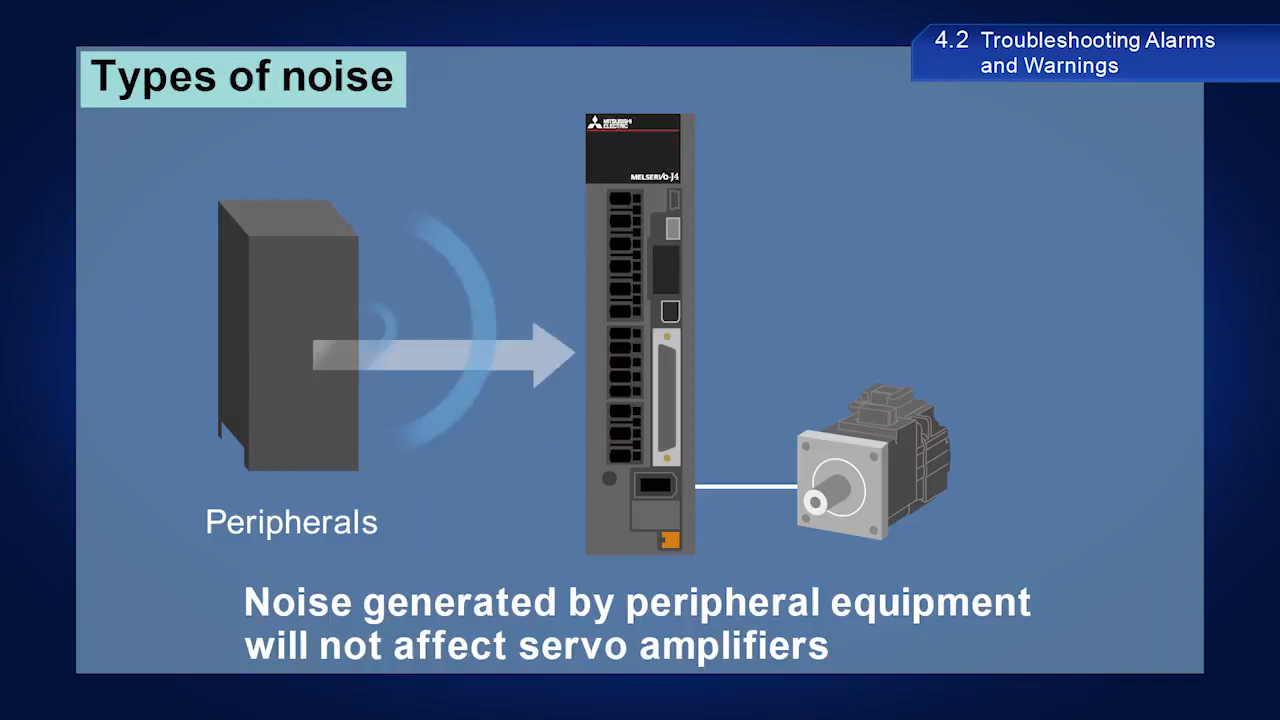 4.2 Troubleshooting Alarms
and Warnings
Types of noise
MITSUBISHI
ELECTRIC
MELSERVO-J4
Peripherals
Noise generated by peripheral equipment
will not affect servo amplifiers